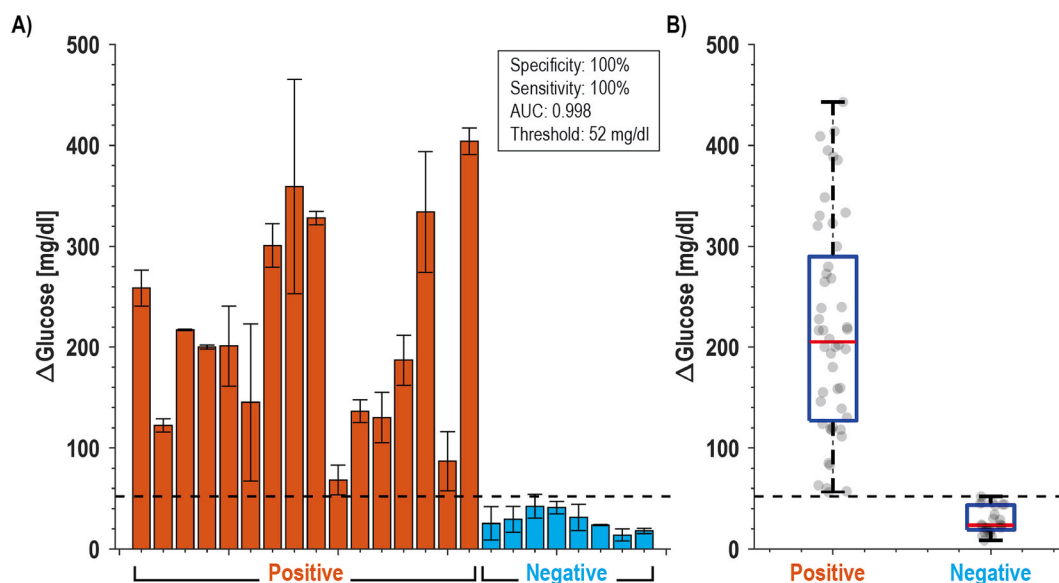 A)
500
400
300
200
100
0
ΔGlucose [mg/dl]
Specificity: 100%
Sensitivity: 100%
AUC: 0.998
Threshold: 52 mg/dl
Positive
Negative
B)
500
400
300
200
100
0
ΔGlucose [mg/dl]
Positive
Negative